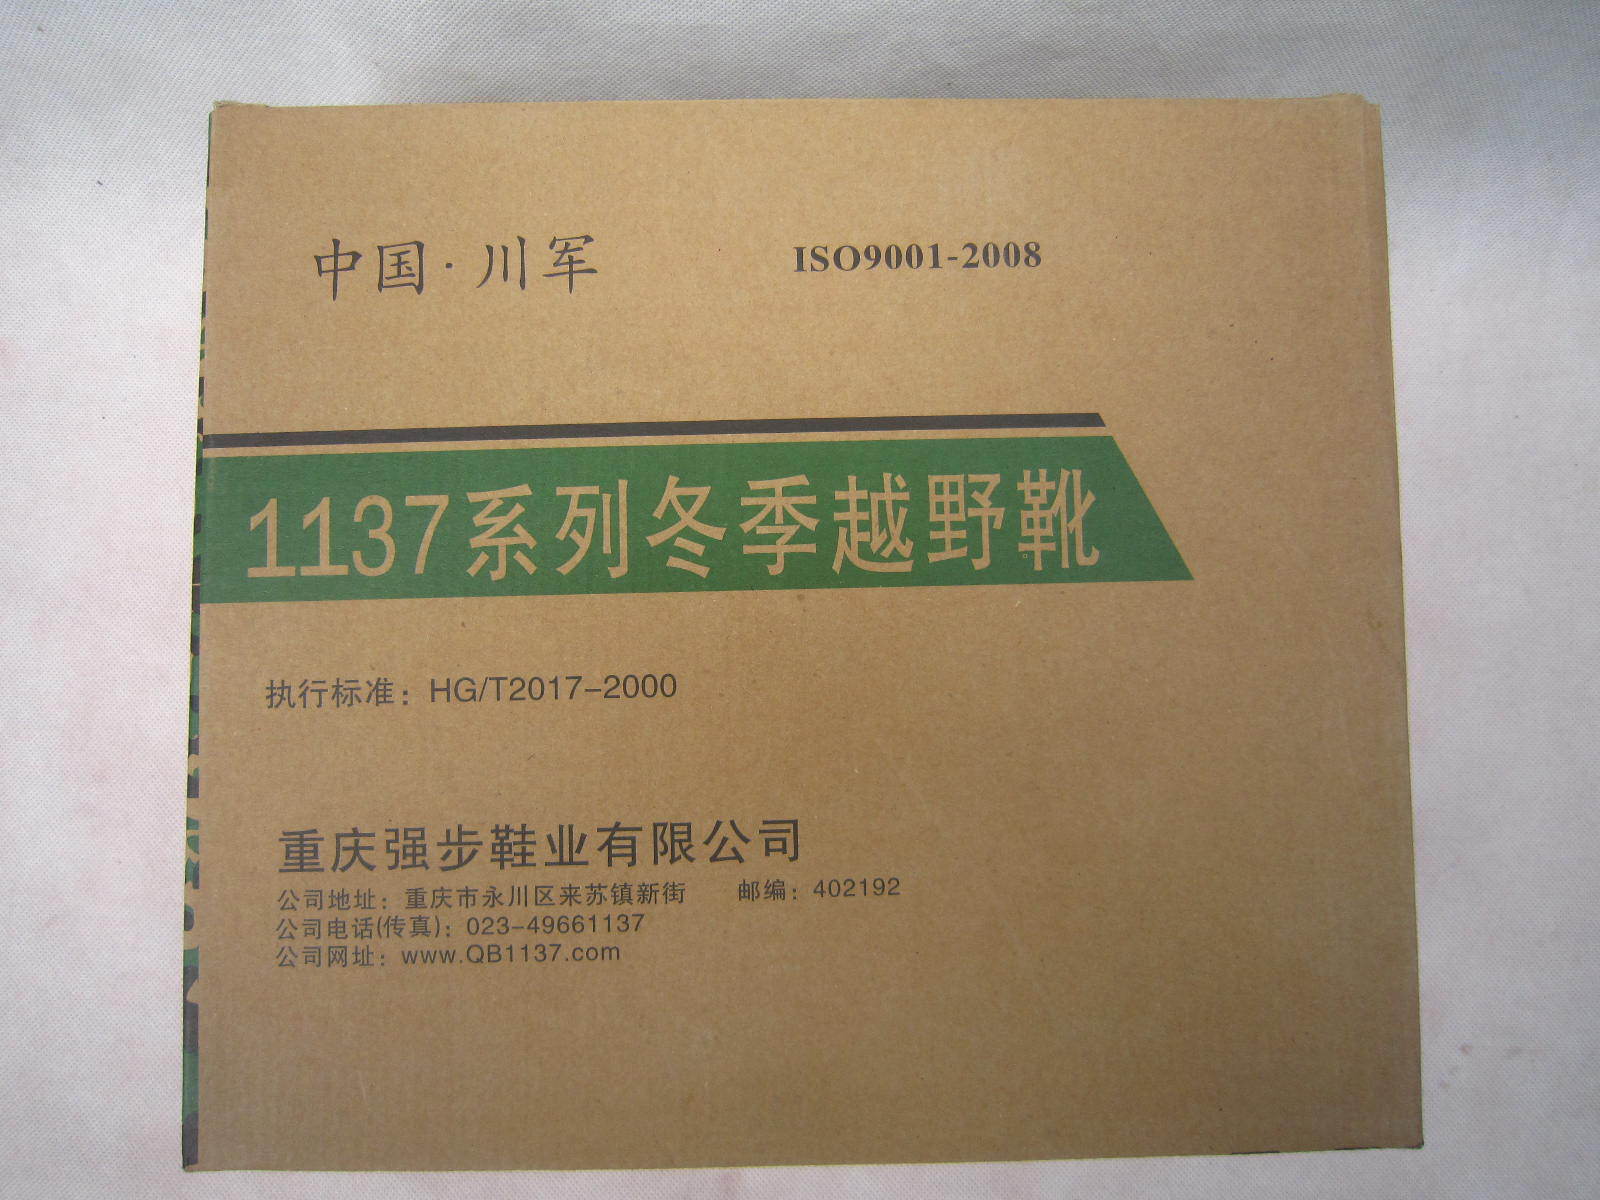 中国·川军 ISO9001-2008
1137系列冬季越野靴
执行标准：HG/T2017-2000
重庆强步鞋业有限公司
公司地址：重庆市永川区来苏镇新街 邮编：402192
公司电话(传真)：023-49661137
公司网址：www.QB1137.com